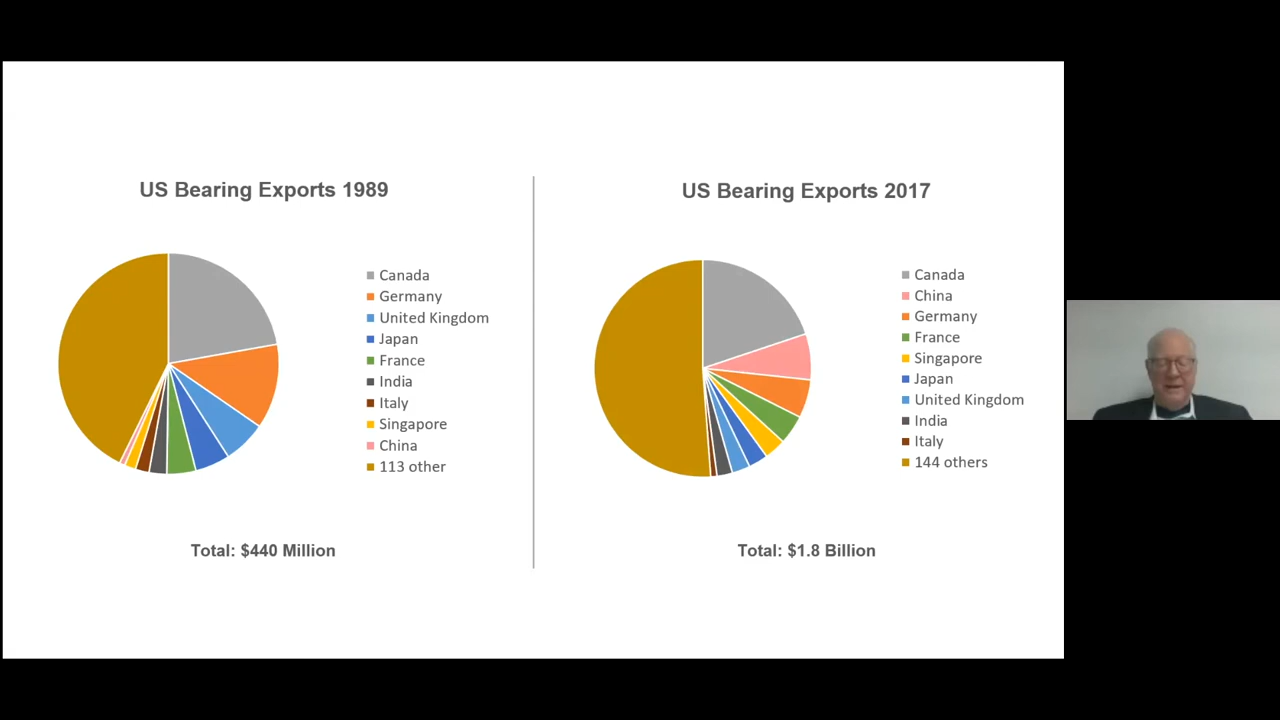 US Bearing Exports 1989
Canada
Germany
United Kingdom
Japan
France
India
Italy
Singapore
China
113 other
Total: $440 Million
US Bearing Exports 2017
Canada
China
Germany
France
Singapore
Japan
United Kingdom
India
Italy
144 others
Total: $1.8 Billion